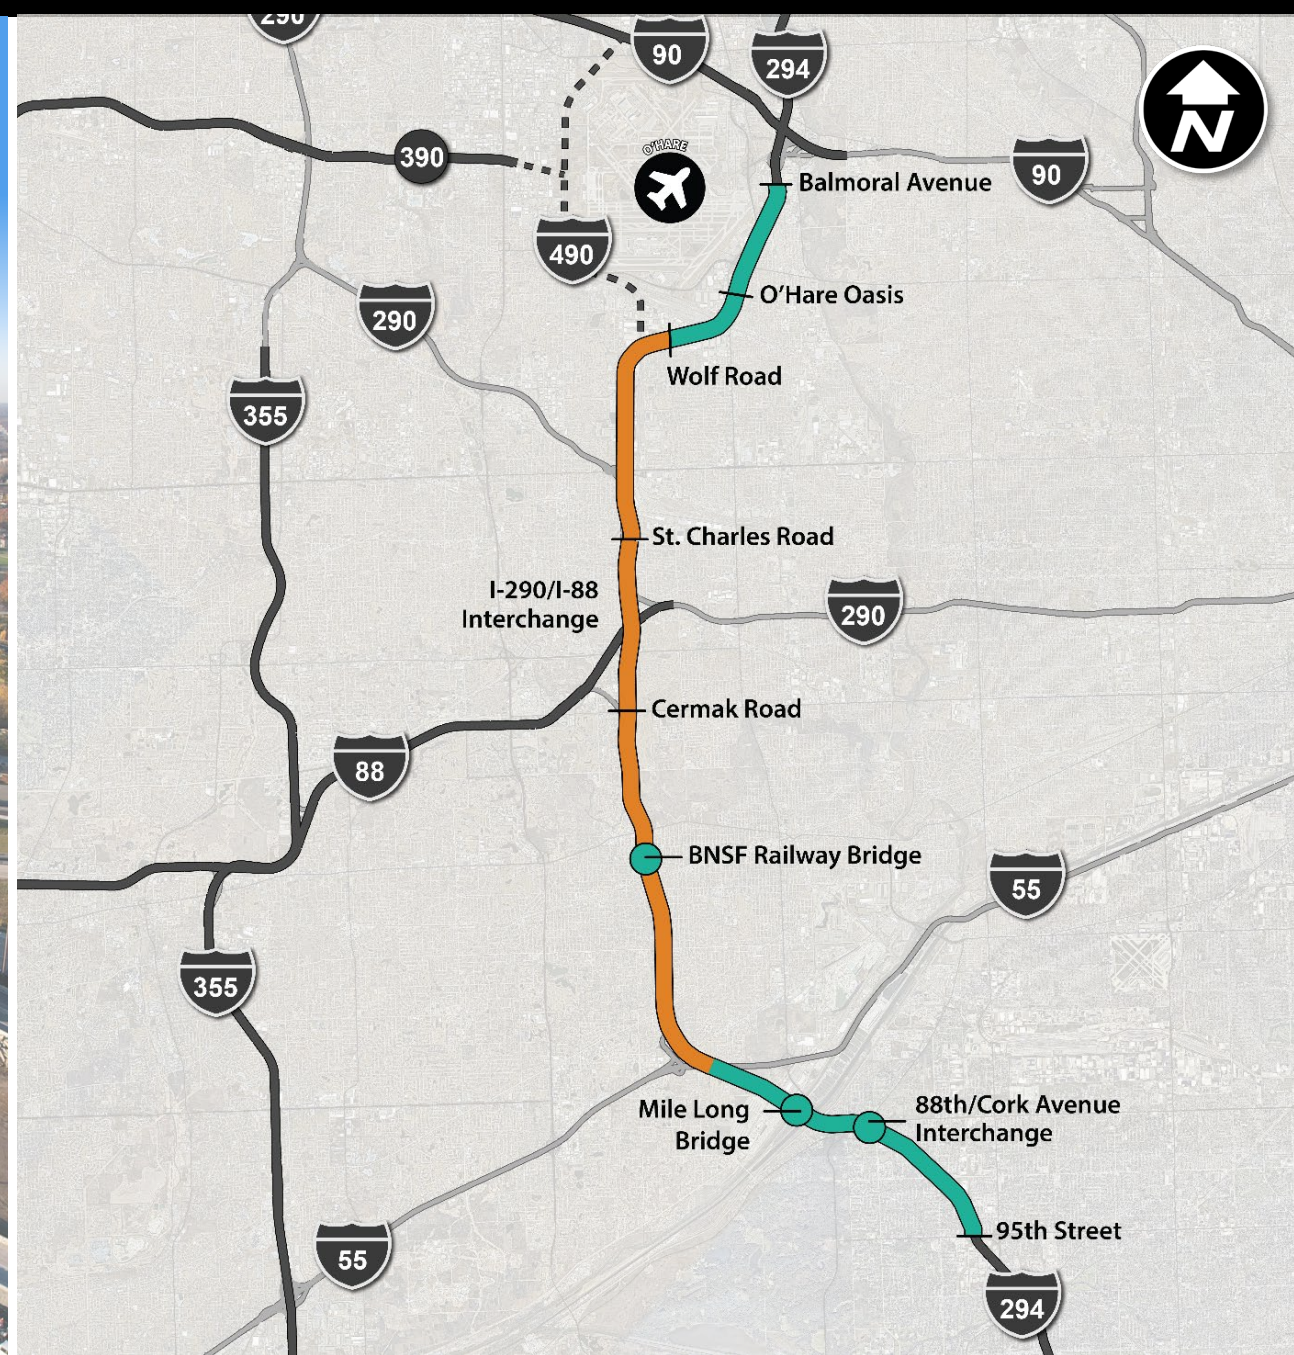 290
90
294
N
390
O'HARE
90
Balmoral Avenue
490
O'Hare Oasis
290
Wolf Road
355
St. Charles Road
I-290/I-88
Interchange
290
Cermak Road
88
BNSF Railway Bridge
55
355
Mile Long
Bridge
88th/Cork Avenue
Interchange
95th Street
55
294